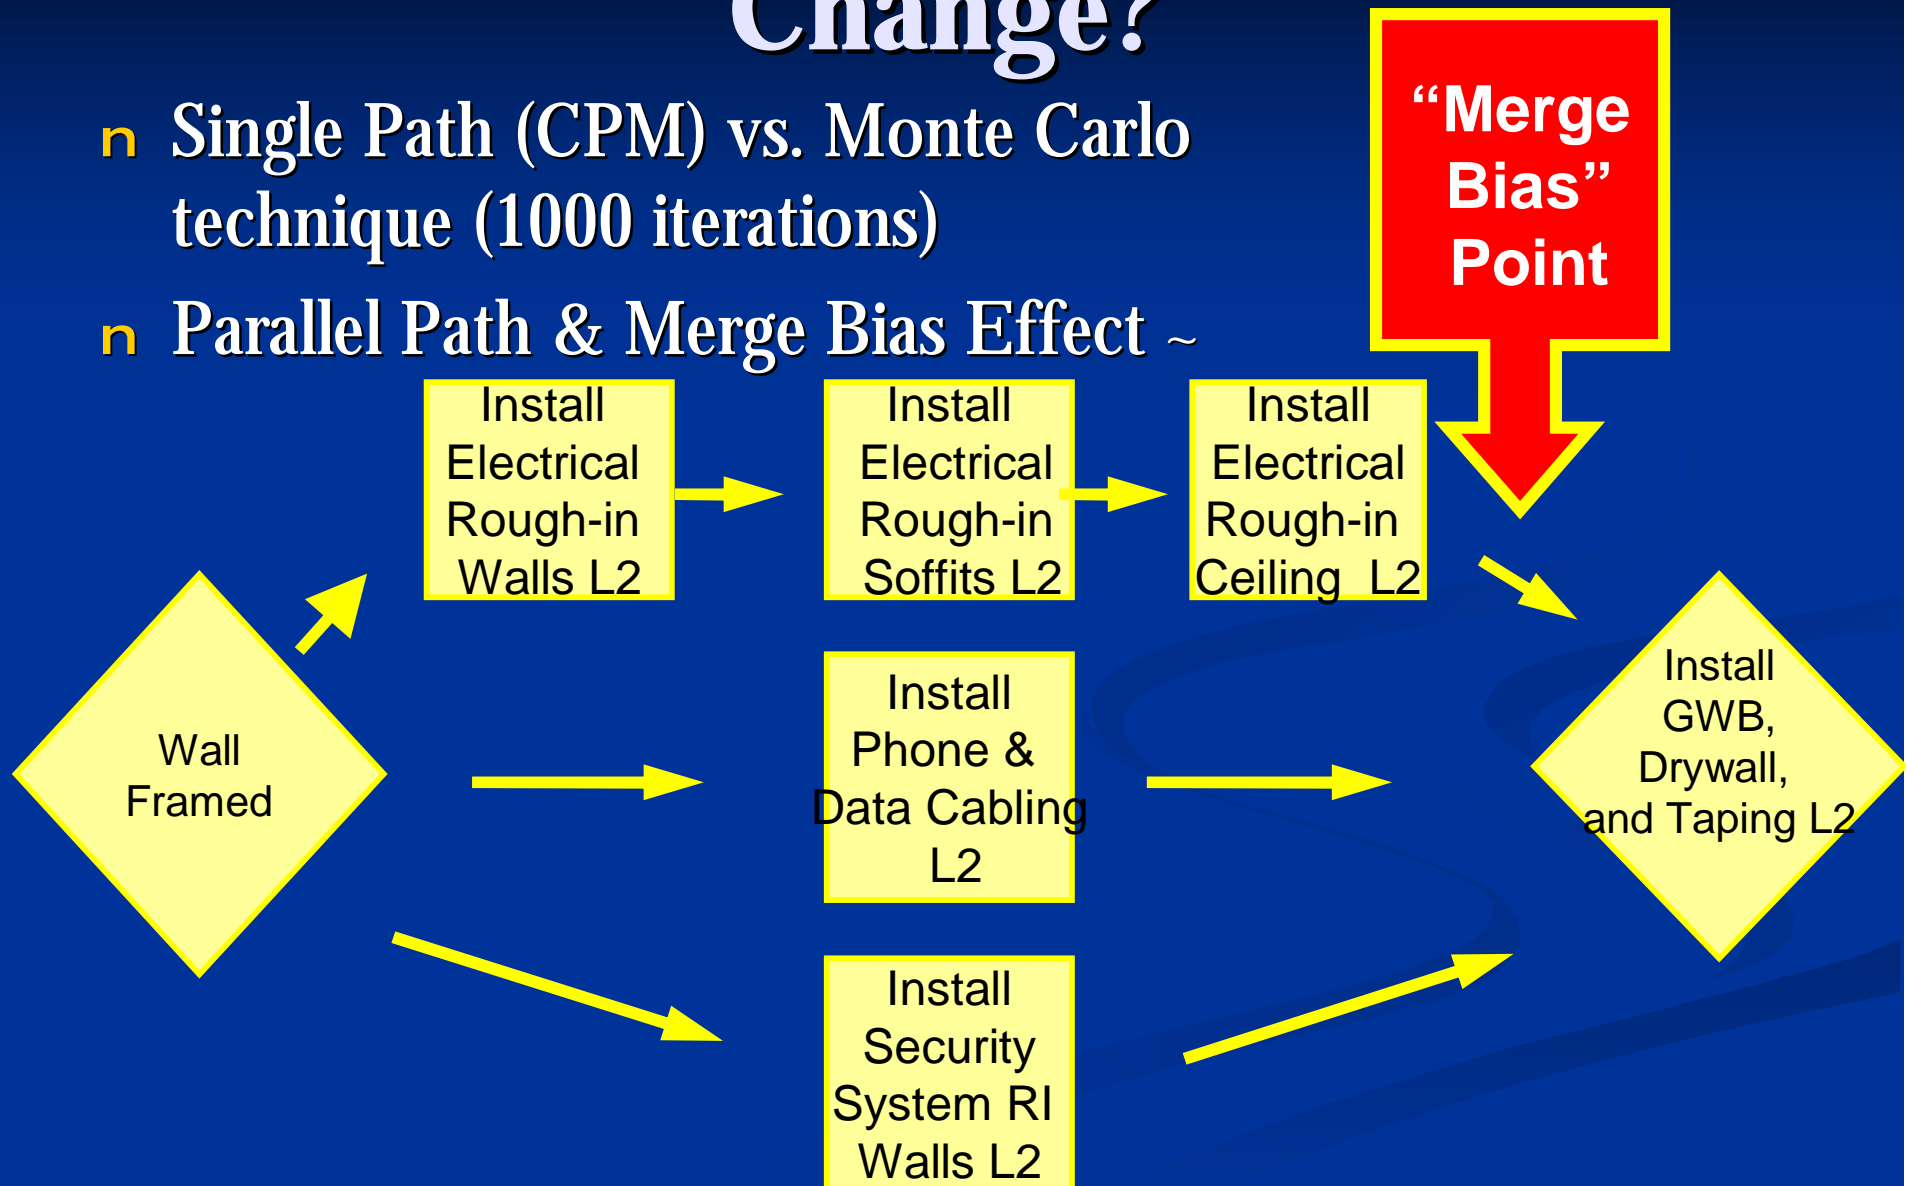 Change?
n Single Path (CPM) vs. Monte Carlo
technique (1000 iterations)
n Parallel Path & Merge Bias Effect ~
“Merge
Bias”
Point
Install
Electrical
Rough-in
Walls L2
Install
Electrical
Rough-in
Soffits L2
Install
Electrical
Rough-in
Ceiling L2
Wall
Framed
Install
Phone &
Data Cabling
L2
Install
GWB,
Drywall,
and Taping L2
Install
Security
System RI
Walls L2